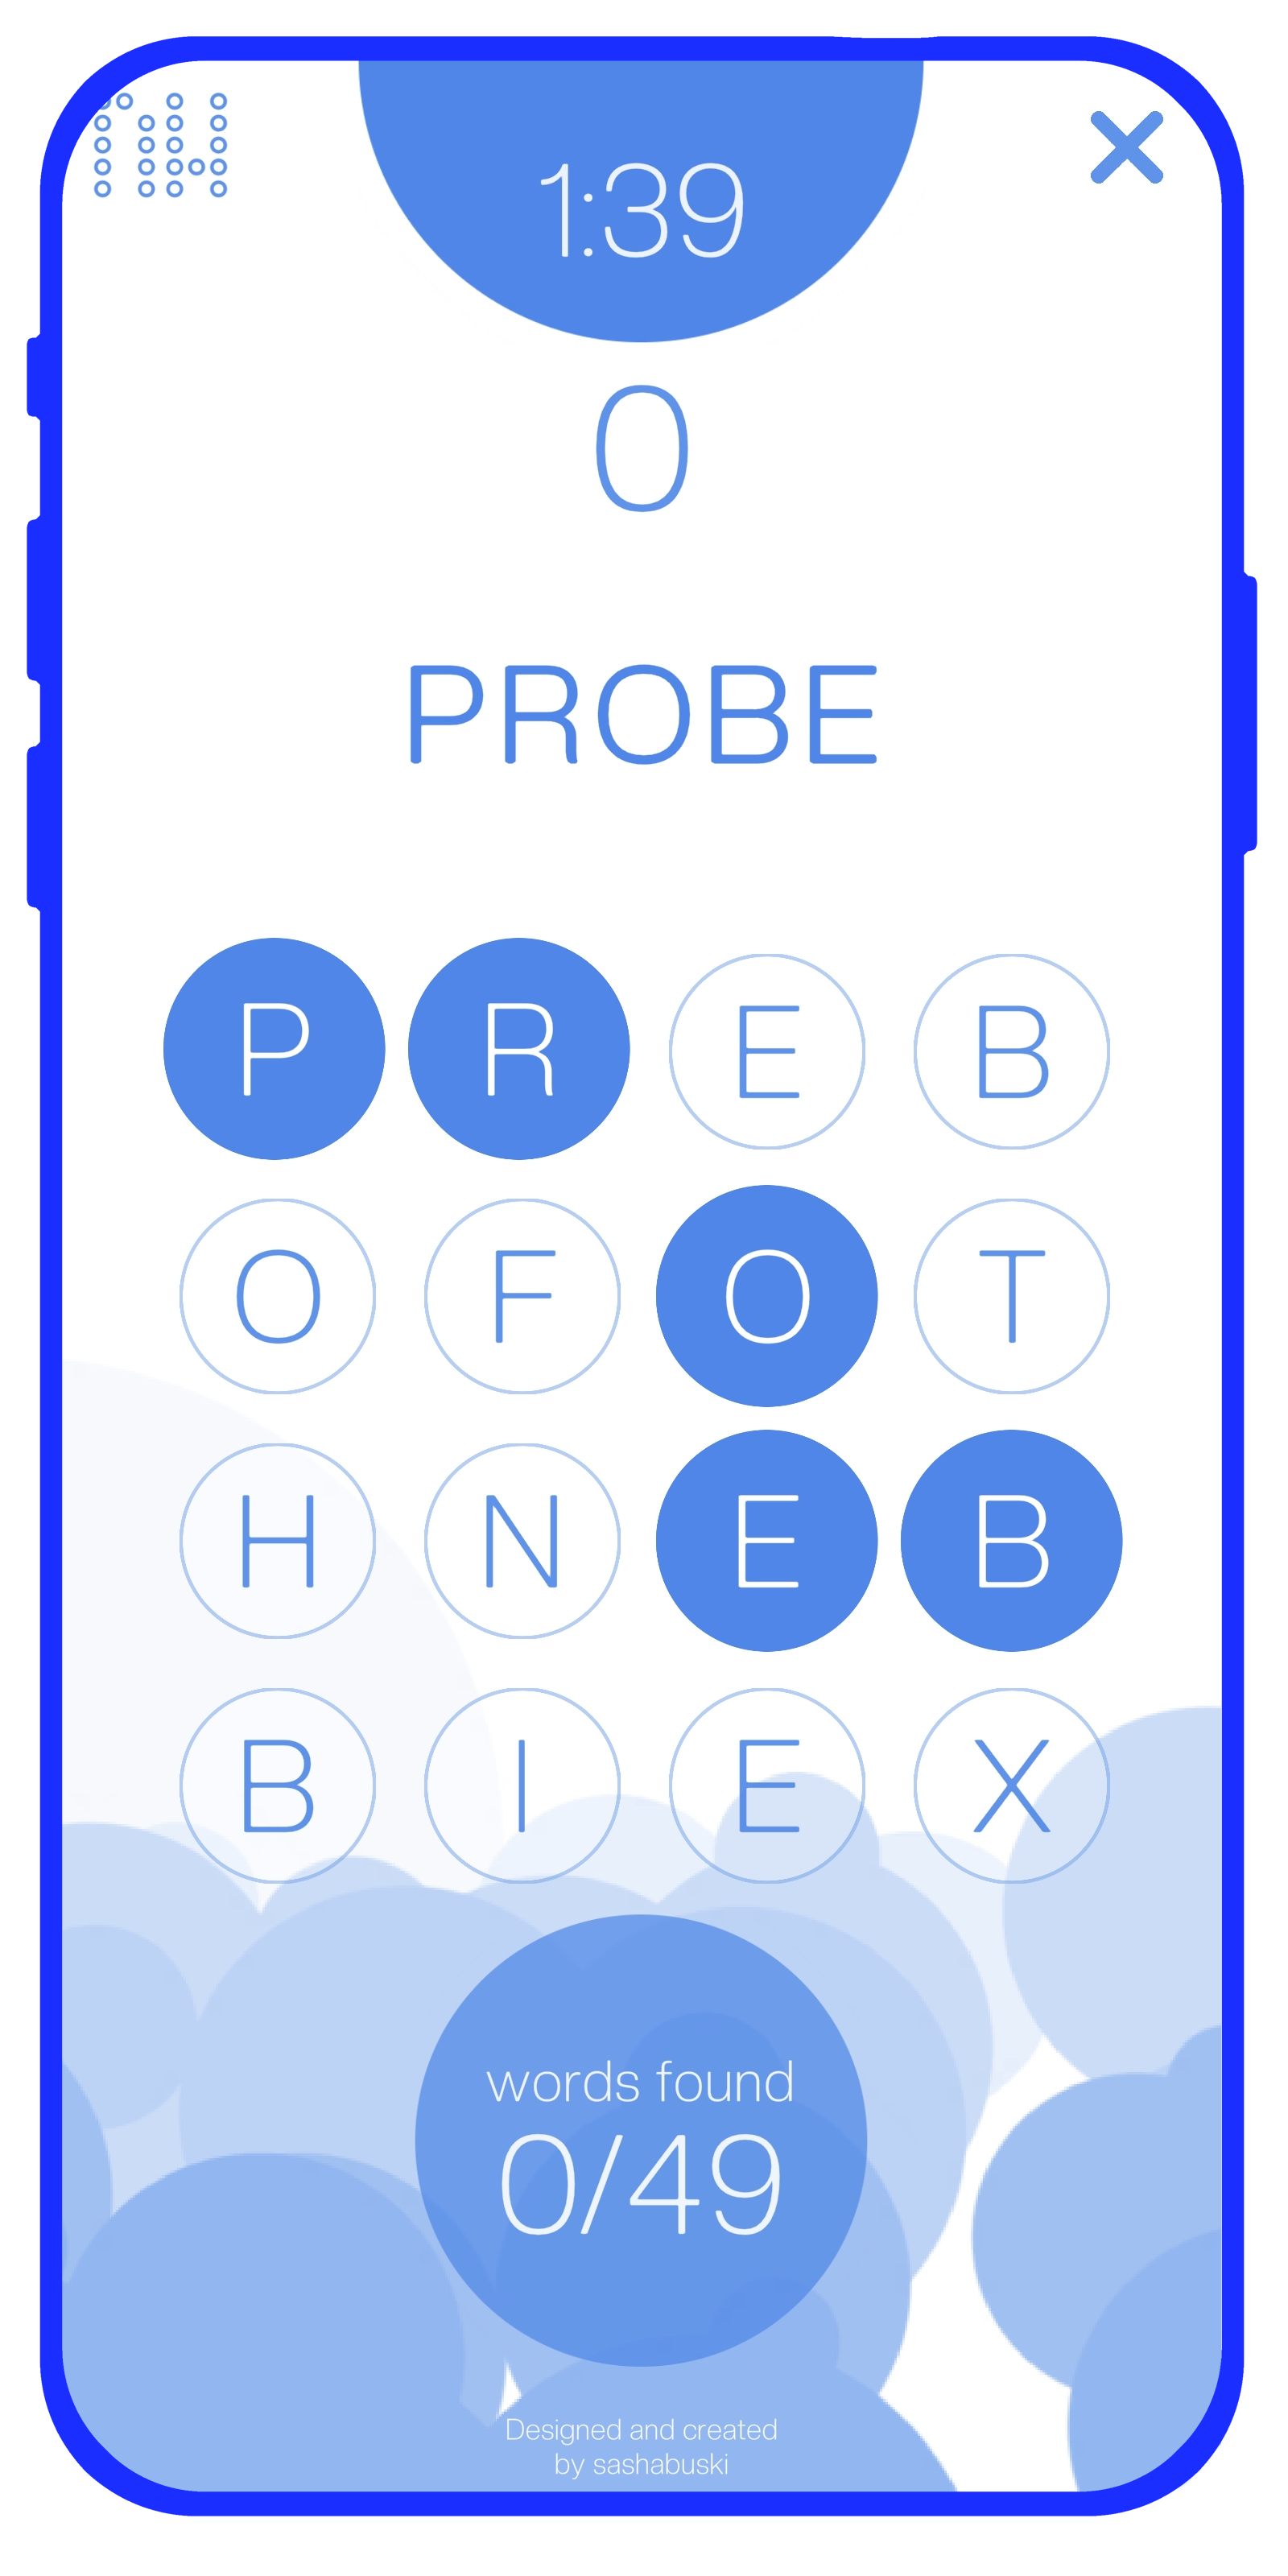 1:39
0
PROBE
P R E B
O F O T
H N E B
B I E X
words found
0/49
Designed and created
by sashabuski